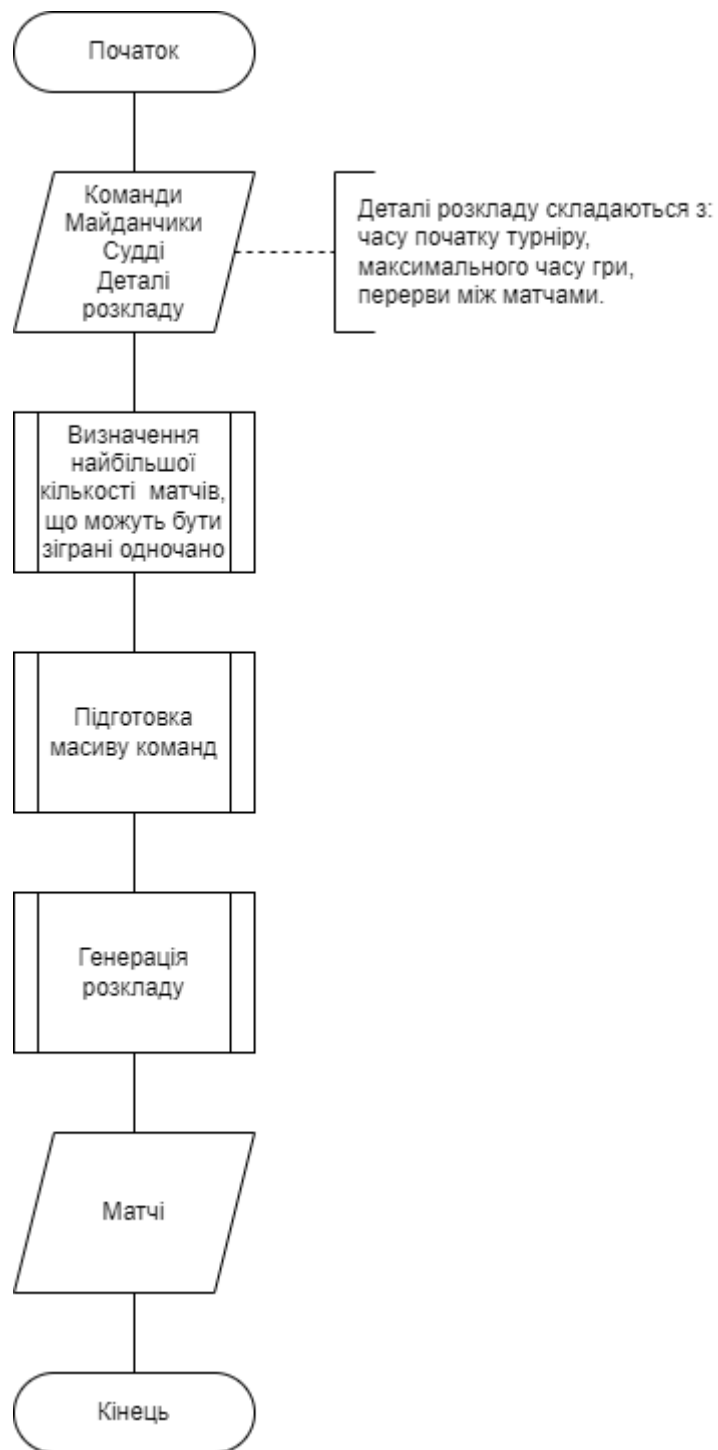 Початок
Команди
Майданчики
Судді
Деталі
розкладу
Деталі розкладу складаються з:
часу початку турніру,
максимального часу гри,
перерви між матчами.
Визначення
найбільшої
кількості матчів,
що можуть бути
зіграні одночано
Підготовка
масиву команд
Генерація
розкладу
Матчі
Кінець